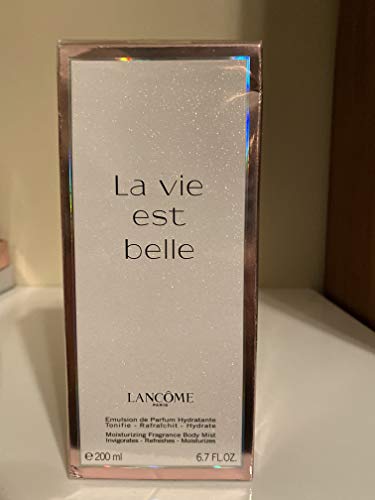 La vie
est
belle
LANCÔME
PARIS
Emulsion de Parfum Hydratante
Tonifie - Rafraîchit - Hydrate
Moisturizing Fragrance Body Mist
Invigorates - Refreshes - Moisturizes
e 200 ml 6.7 FL.OZ.